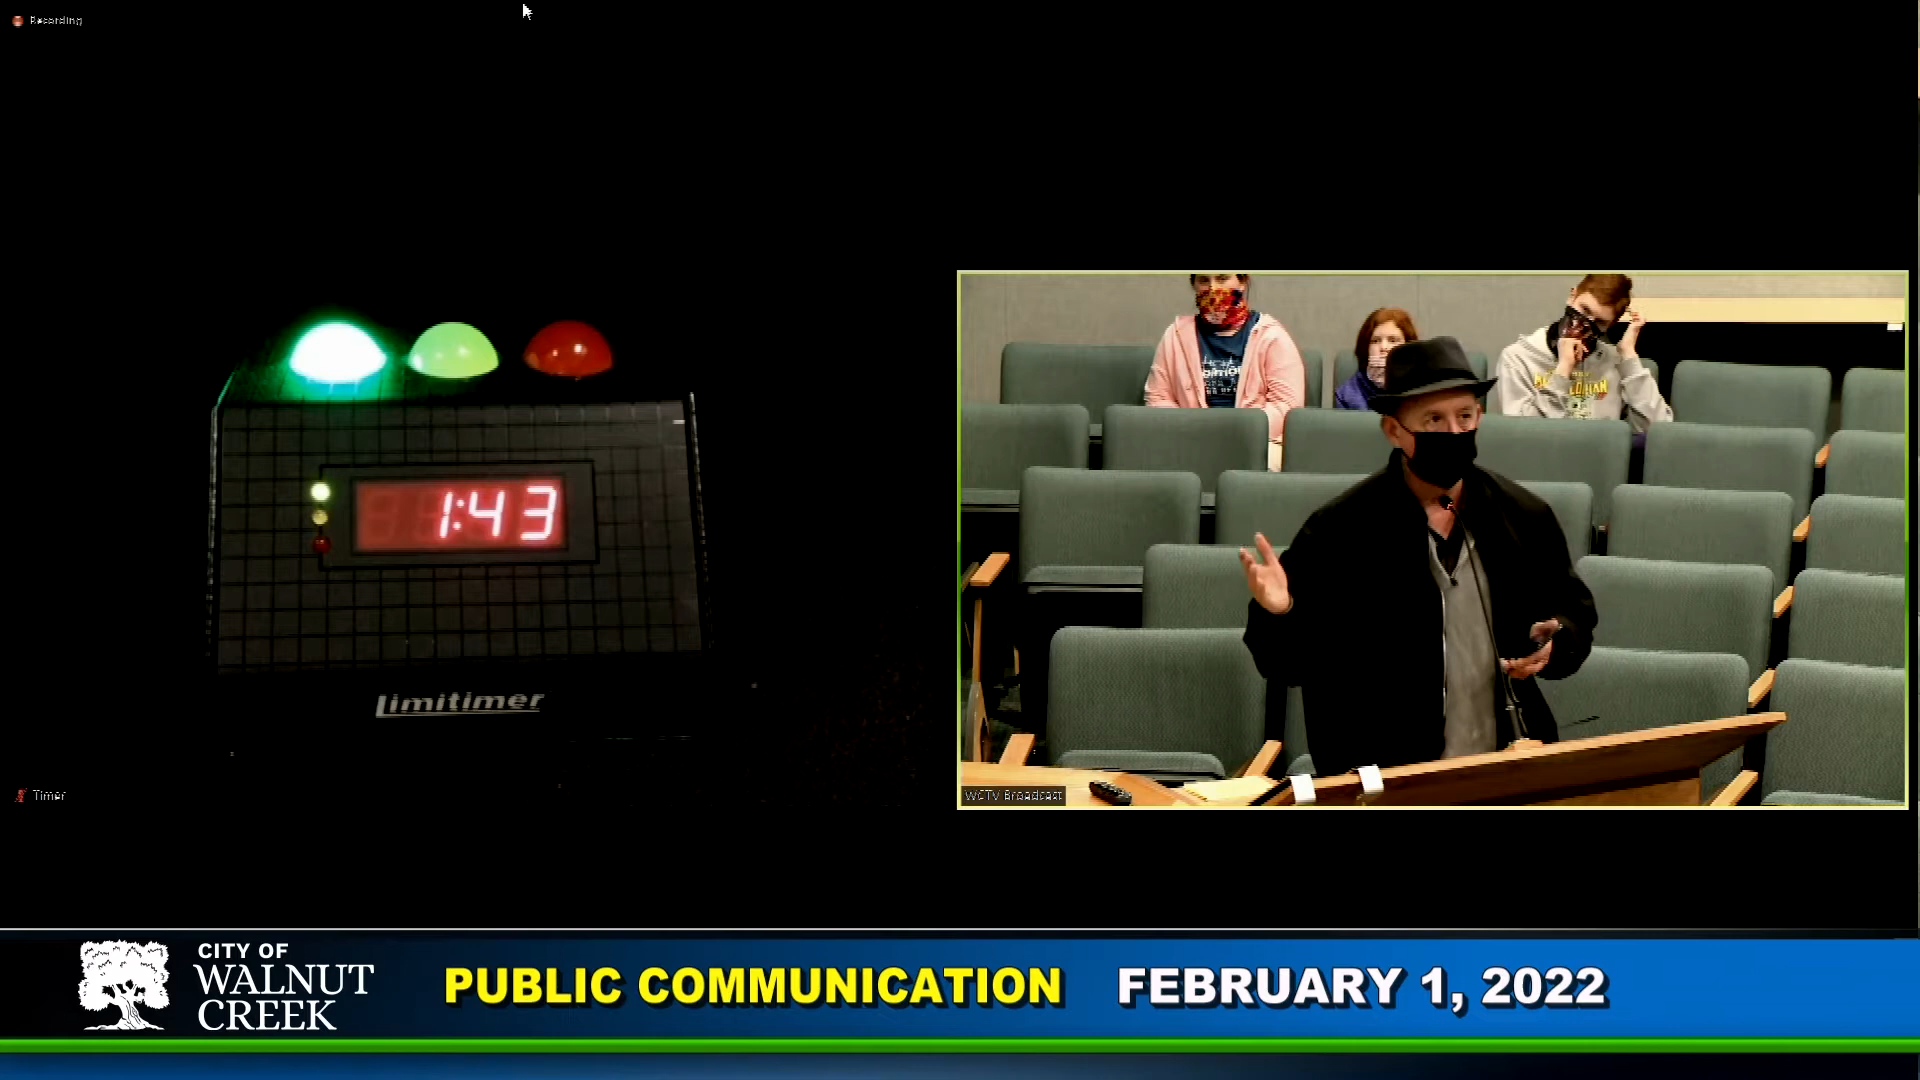 Recording
1:43
Limitimer
Timer
WCTV Broadcast
CITY OF
WALNUT
CREEK
PUBLIC COMMUNICATION
FEBRUARY 1, 2022